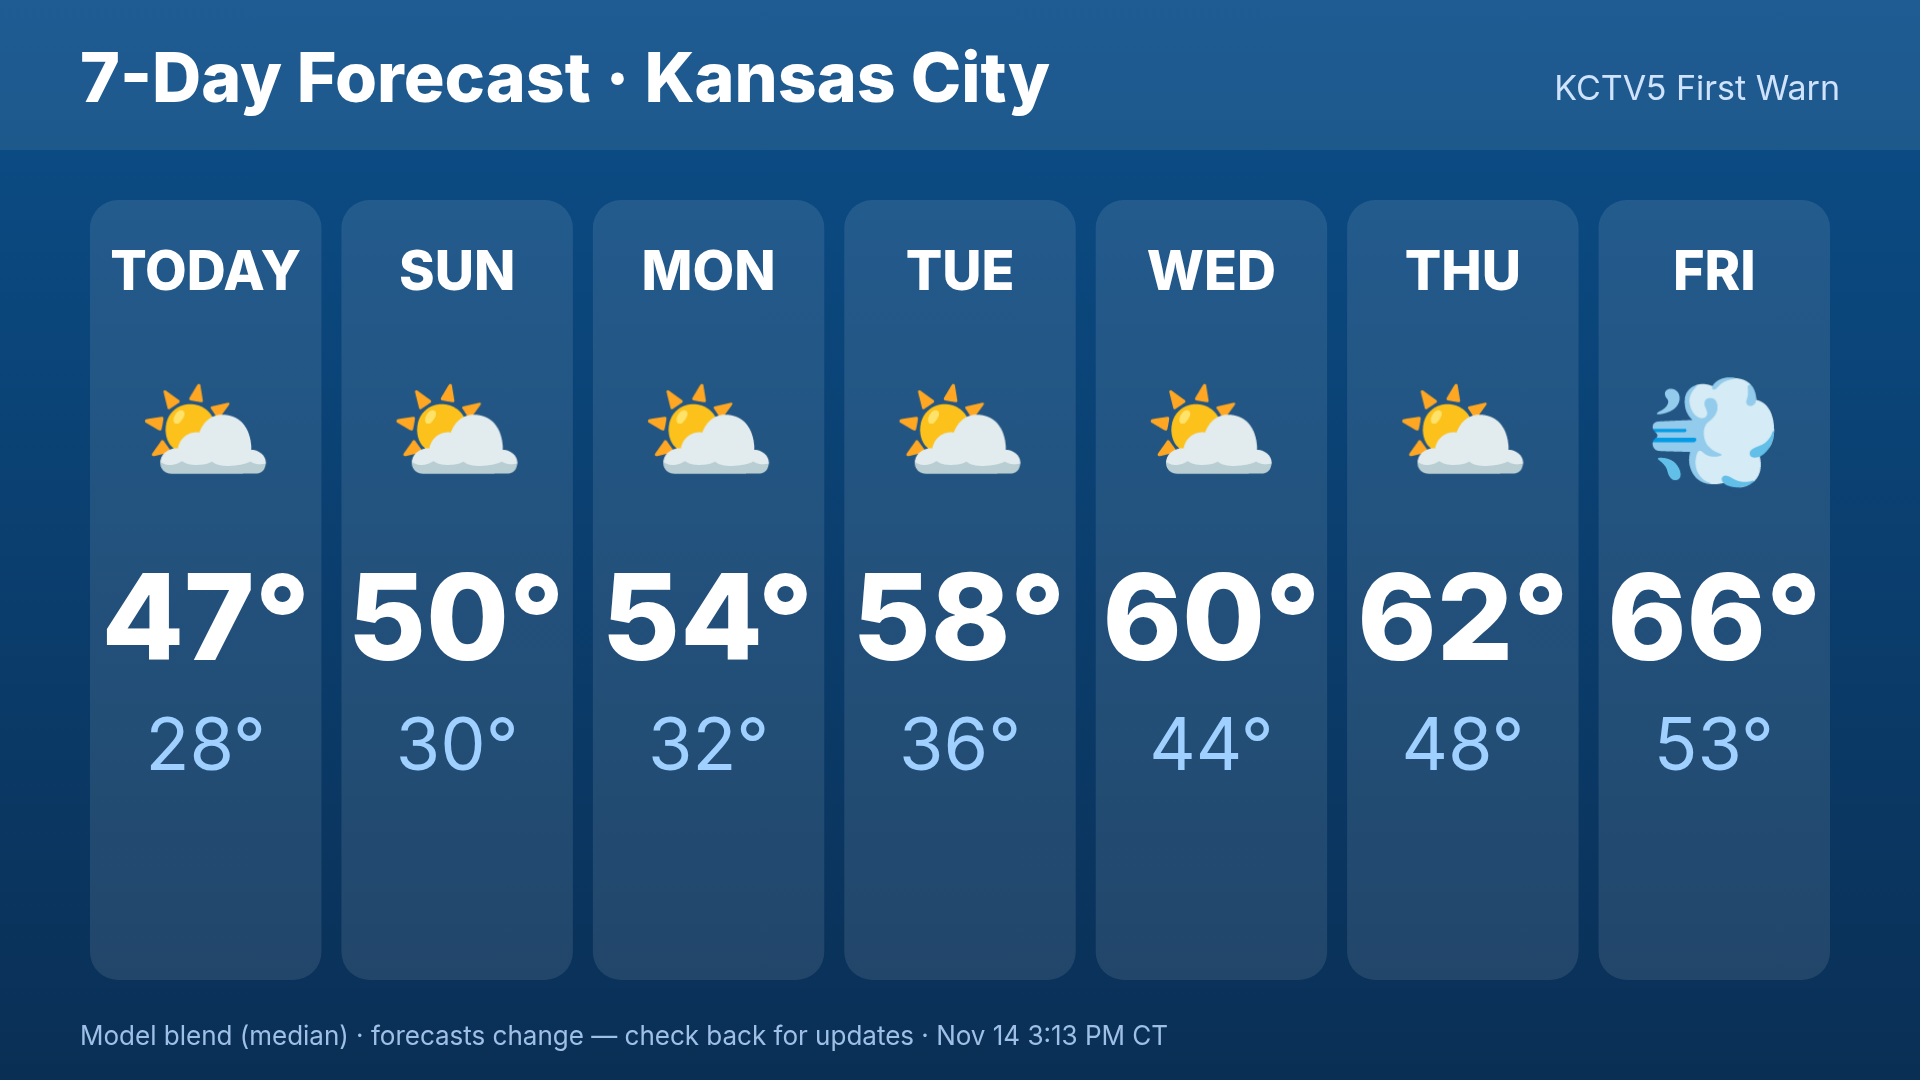 7-Day Forecast · Kansas City
KCTV5 First Warn
TODAY SUN MON TUE WED THU FRI
47° 50° 54° 58° 60° 62° 66°
28° 30° 32° 36° 44° 48° 53°
Model blend (median) · forecasts change — check back for updates · Nov 14 3:13 PM CT